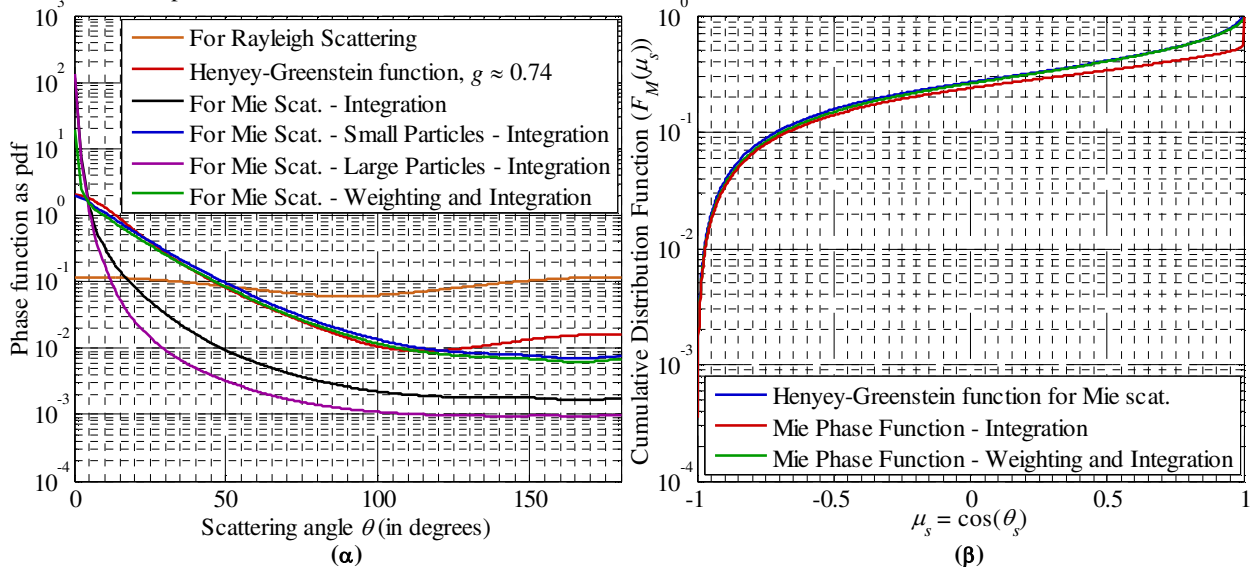 10^3
10^2
10^1
10^0
10^-1
10^-2
10^-3
10^-4
Phase function as pdf
For Rayleigh Scattering
Henyey-Greenstein function, g ≈ 0.74
For Mie Scat. - Integration
For Mie Scat. - Small Particles - Integration
For Mie Scat. - Large Particles - Integration
For Mie Scat. - Weighting and Integration
0 50 100 150
Scattering angle θ (in degrees)
(α)
10^0
10^-1
10^-2
10^-3
10^-4
Cumulative Distribution Function (F_M(μ_s))
Henyey-Greenstein function for Mie scat.
Mie Phase Function - Integration
Mie Phase Function - Weighting and Integration
-1 -0.5 0 0.5 1
μ_s = cos(θ_s)
(β)